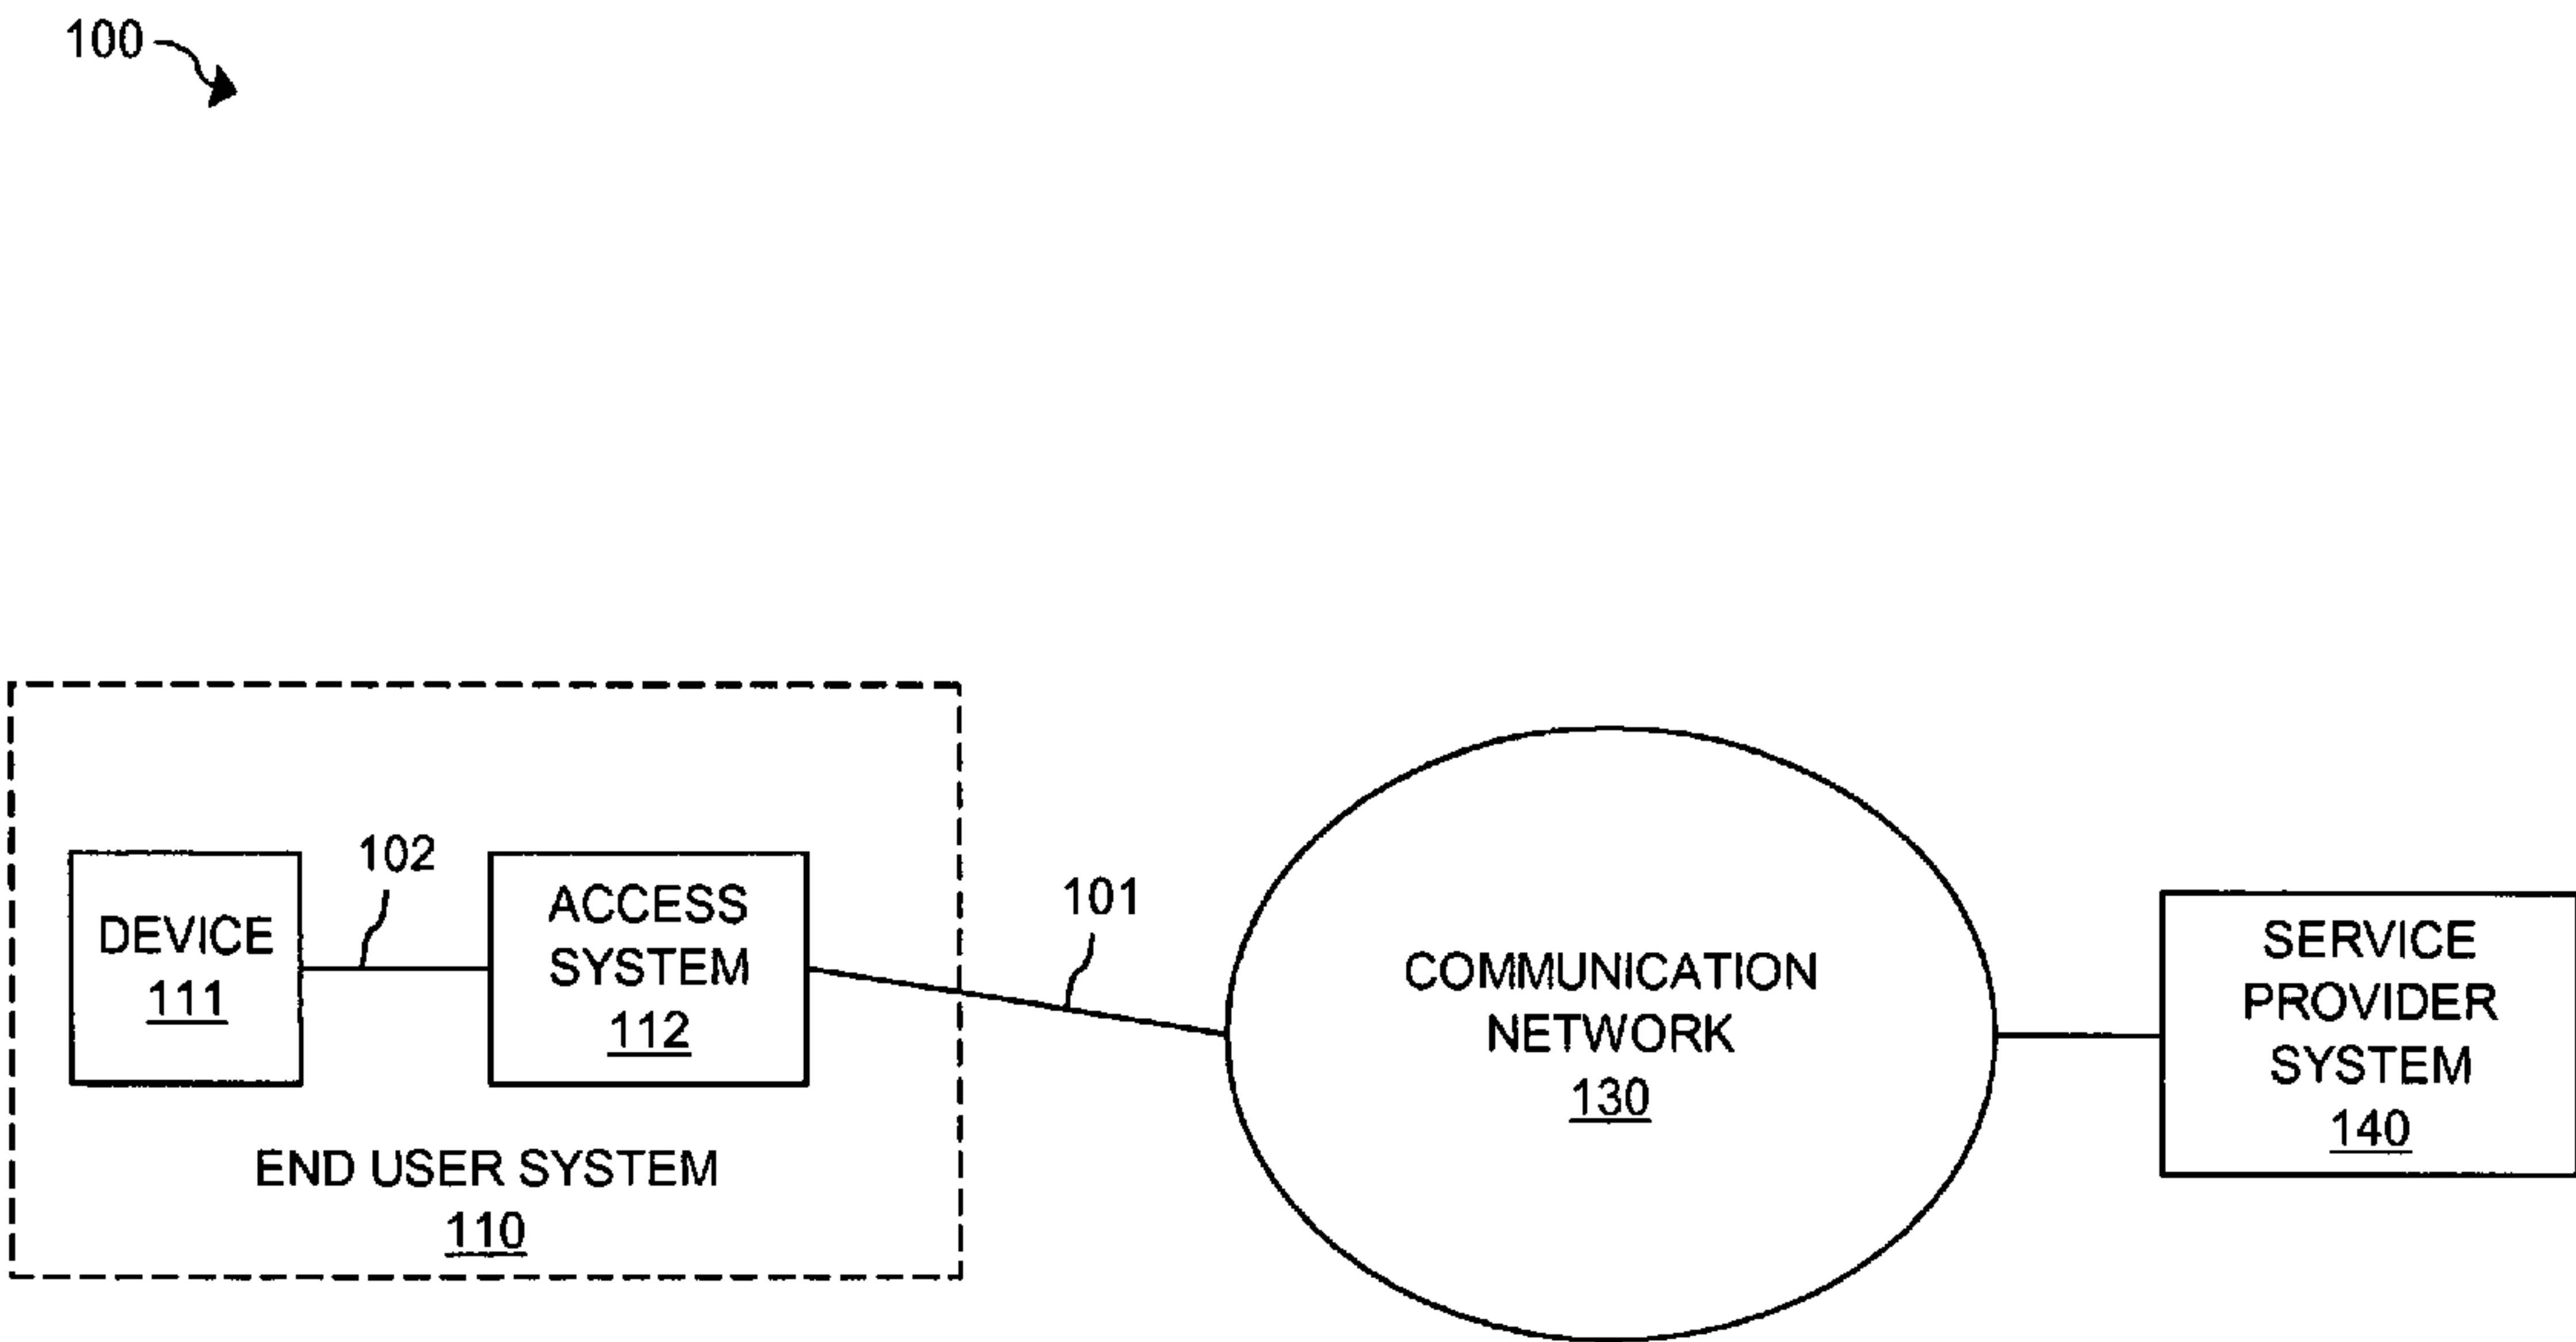 100
102
DEVICE
111
ACCESS
SYSTEM
112
END USER SYSTEM
110
101
COMMUNICATION
NETWORK
130
SERVICE
PROVIDER
SYSTEM
140